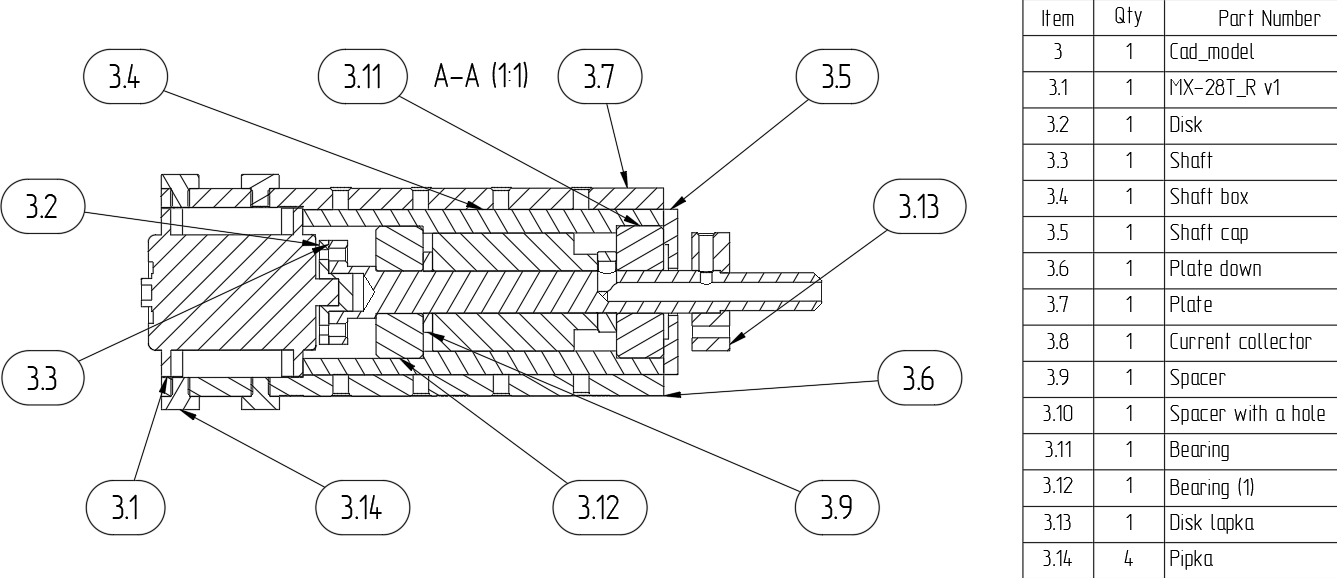 3.4
3.11
A–A (1:1)
3.7
3.5
3.2
3.13
3.3
3.6
3.1
3.14
3.12
3.9
Item Qty Part Number
3 1 Cad_model
3.1 1 MX-28T_R v1
3.2 1 Disk
3.3 1 Shaft
3.4 1 Shaft box
3.5 1 Shaft cap
3.6 1 Plate down
3.7 1 Plate
3.8 1 Current collector
3.9 1 Spacer
3.10 1 Spacer with a hole
3.11 1 Bearing
3.12 1 Bearing (1)
3.13 1 Disk lapka
3.14 4 Pipka